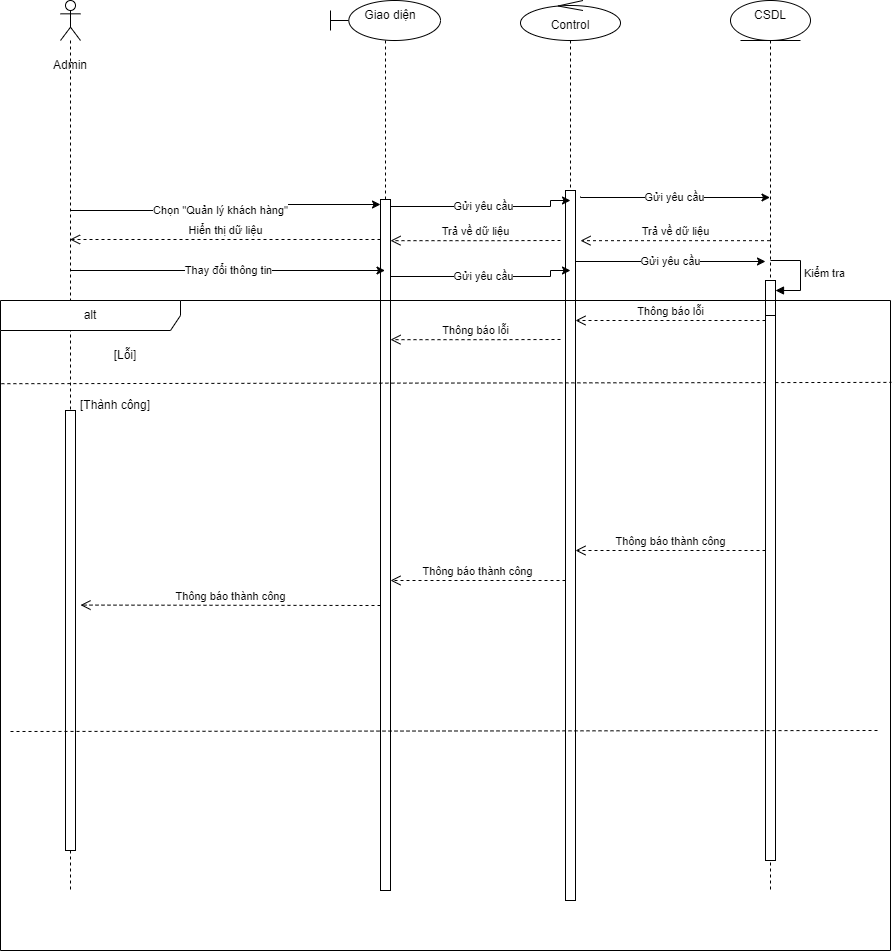 Admin
Giao diện
Control
CSDL
Chọn "Quản lý khách hàng"
Gửi yêu cầu
Gửi yêu cầu
Hiển thị dữ liệu
Trả về dữ liệu
Trả về dữ liệu
Thay đổi thông tin
Gửi yêu cầu
Gửi yêu cầu
Kiểm tra
alt
Thông báo lỗi
Thông báo lỗi
[Lỗi]
[Thành công]
Thông báo thành công
Thông báo thành công
Thông báo thành công